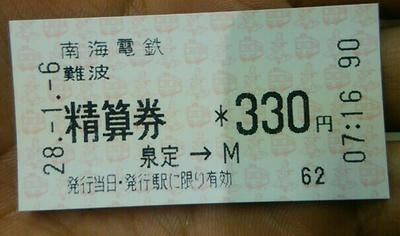 南海電鉄
難波
精算券 *330円
泉定→M
発行当日・発行駅に限り有効
62
28.-1.-6
07:16 90